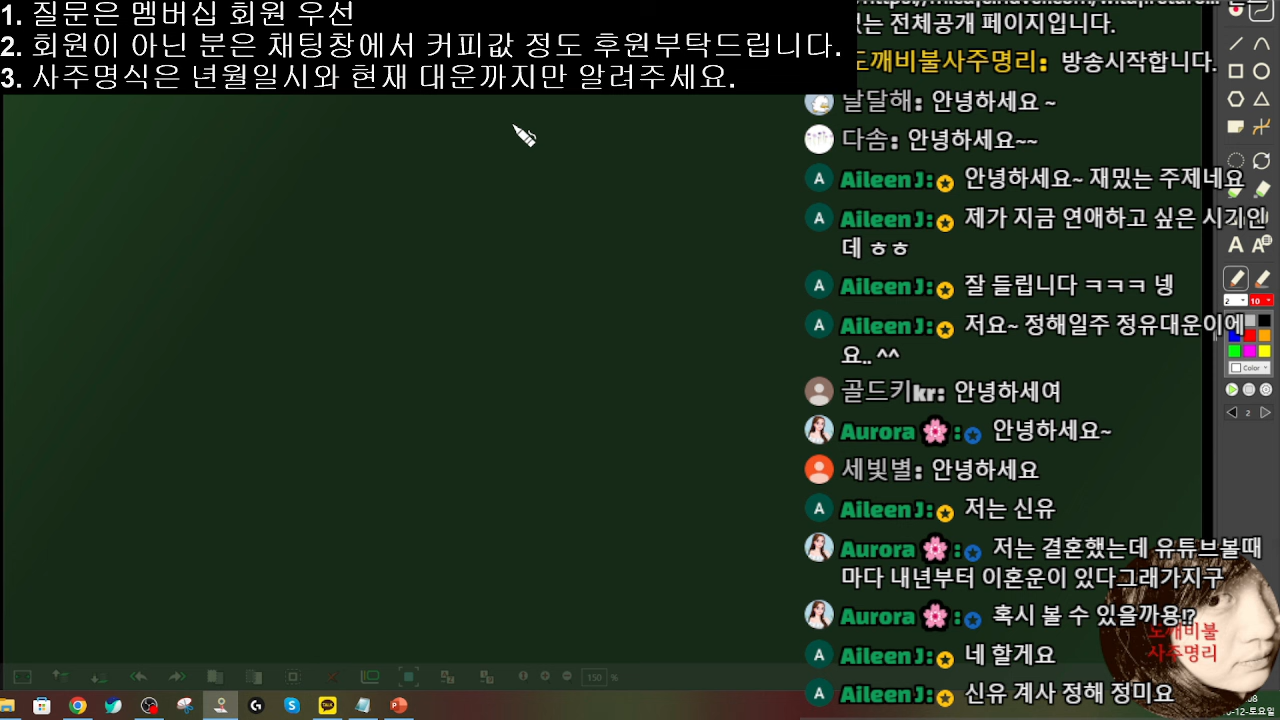 1. 질문은 멤버십 회원 우선
2. 회원이 아닌 분은 채팅창에서 커피값 정도 후원부탁드립니다.
3. 사주명식은 년월일시와 현재 대운까지만 알려주세요.
있는 전체공개 페이지입니다.
도깨비불사주명리: 방송시작합니다.
달달해: 안녕하세요 ~
다솜: 안녕하세요~~
A Aileen J: 안녕하세요~ 재밌는 주제네요
A Aileen J: 제가 지금 연애하고 싶은 시기인
데 ㅎㅎ
A Aileen J: 잘 들립니다 ㅋㅋㅋ 넹
A Aileen J: 저요~ 정해일주 정유대운이에
요.. ^^
골드키kr: 안녕하세여
Aurora 🌸: 안녕하세요~
세빛별: 안녕하세요
A Aileen J: 저는 신유
Aurora 🌸: 저는 결혼했는데 유튜브볼때
마다 내년부터 이혼운이 있다그래가지구
Aurora 🌸: 혹시 볼 수 있을까용!?
도깨비불
사주명리
A Aileen J: 네 할게요
A Aileen J: 신유 계사 정해 정미요
A A
2 10
Color
2
150 %
토요일